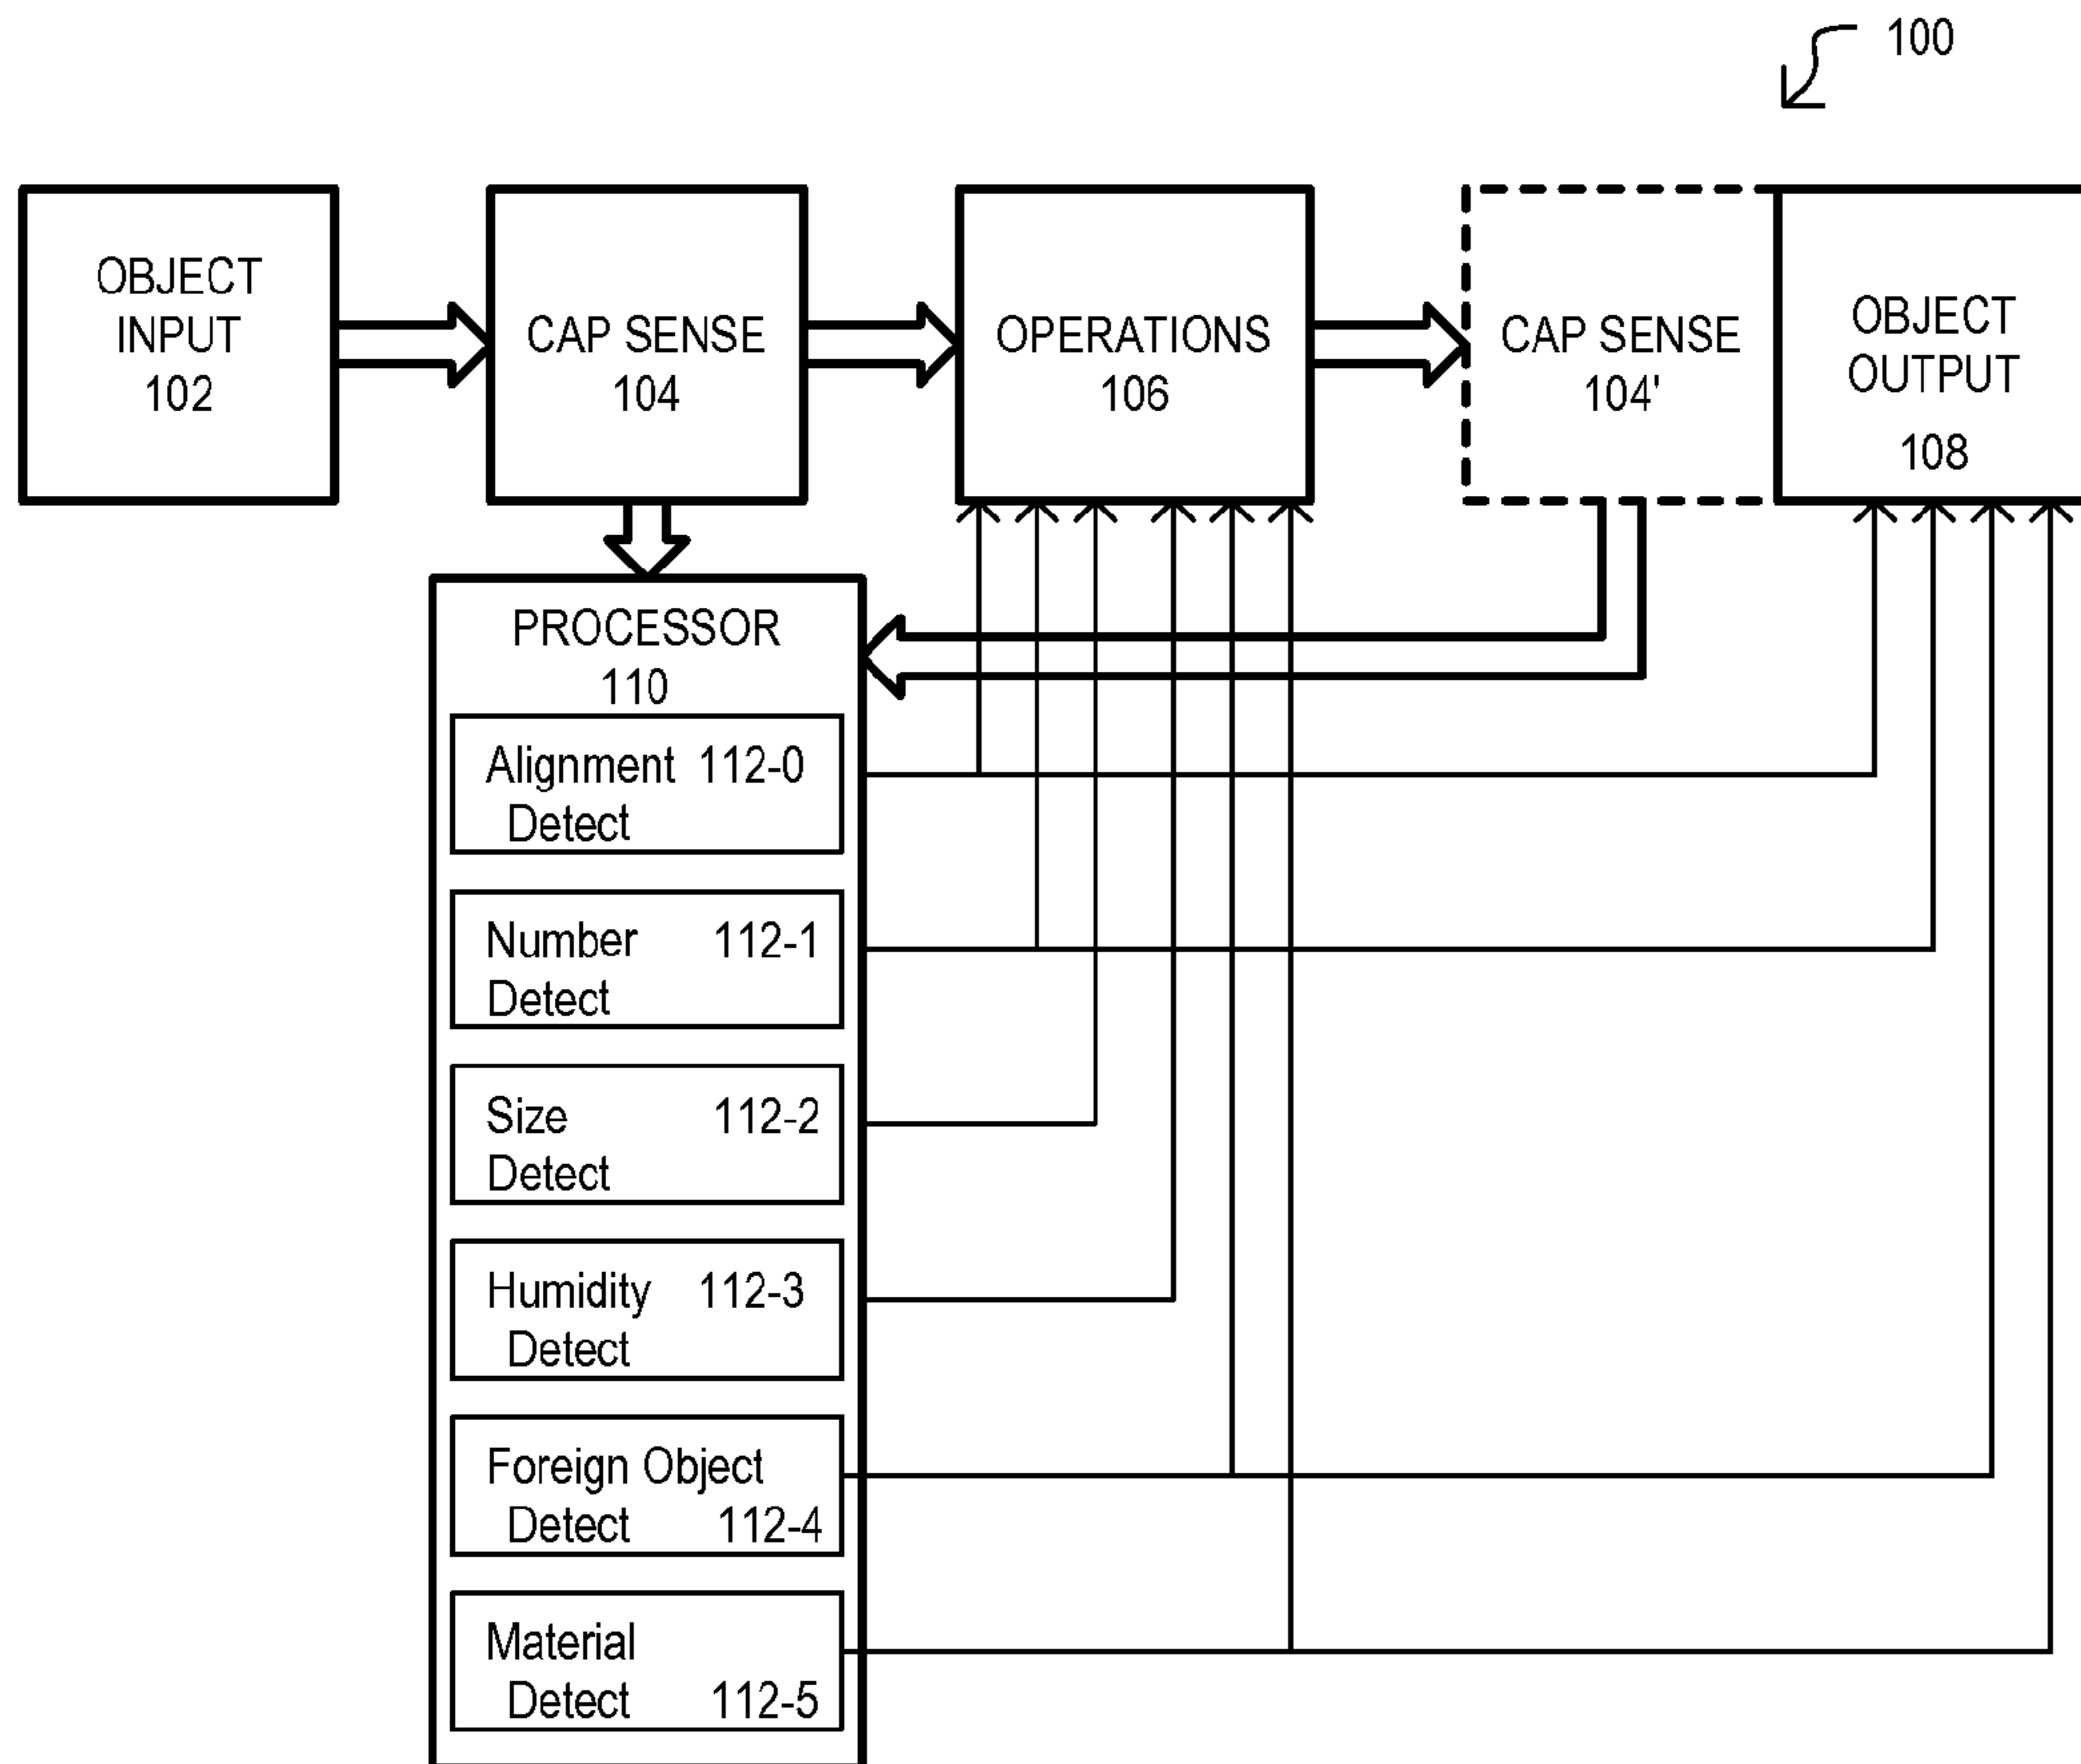 100
OBJECT
INPUT
102
CAP SENSE
104
OPERATIONS
106
CAP SENSE
104'
OBJECT
OUTPUT
108
PROCESSOR
110
Alignment 112-0
Detect
Number 112-1
Detect
Size 112-2
Detect
Humidity 112-3
Detect
Foreign Object
Detect 112-4
Material
Detect 112-5